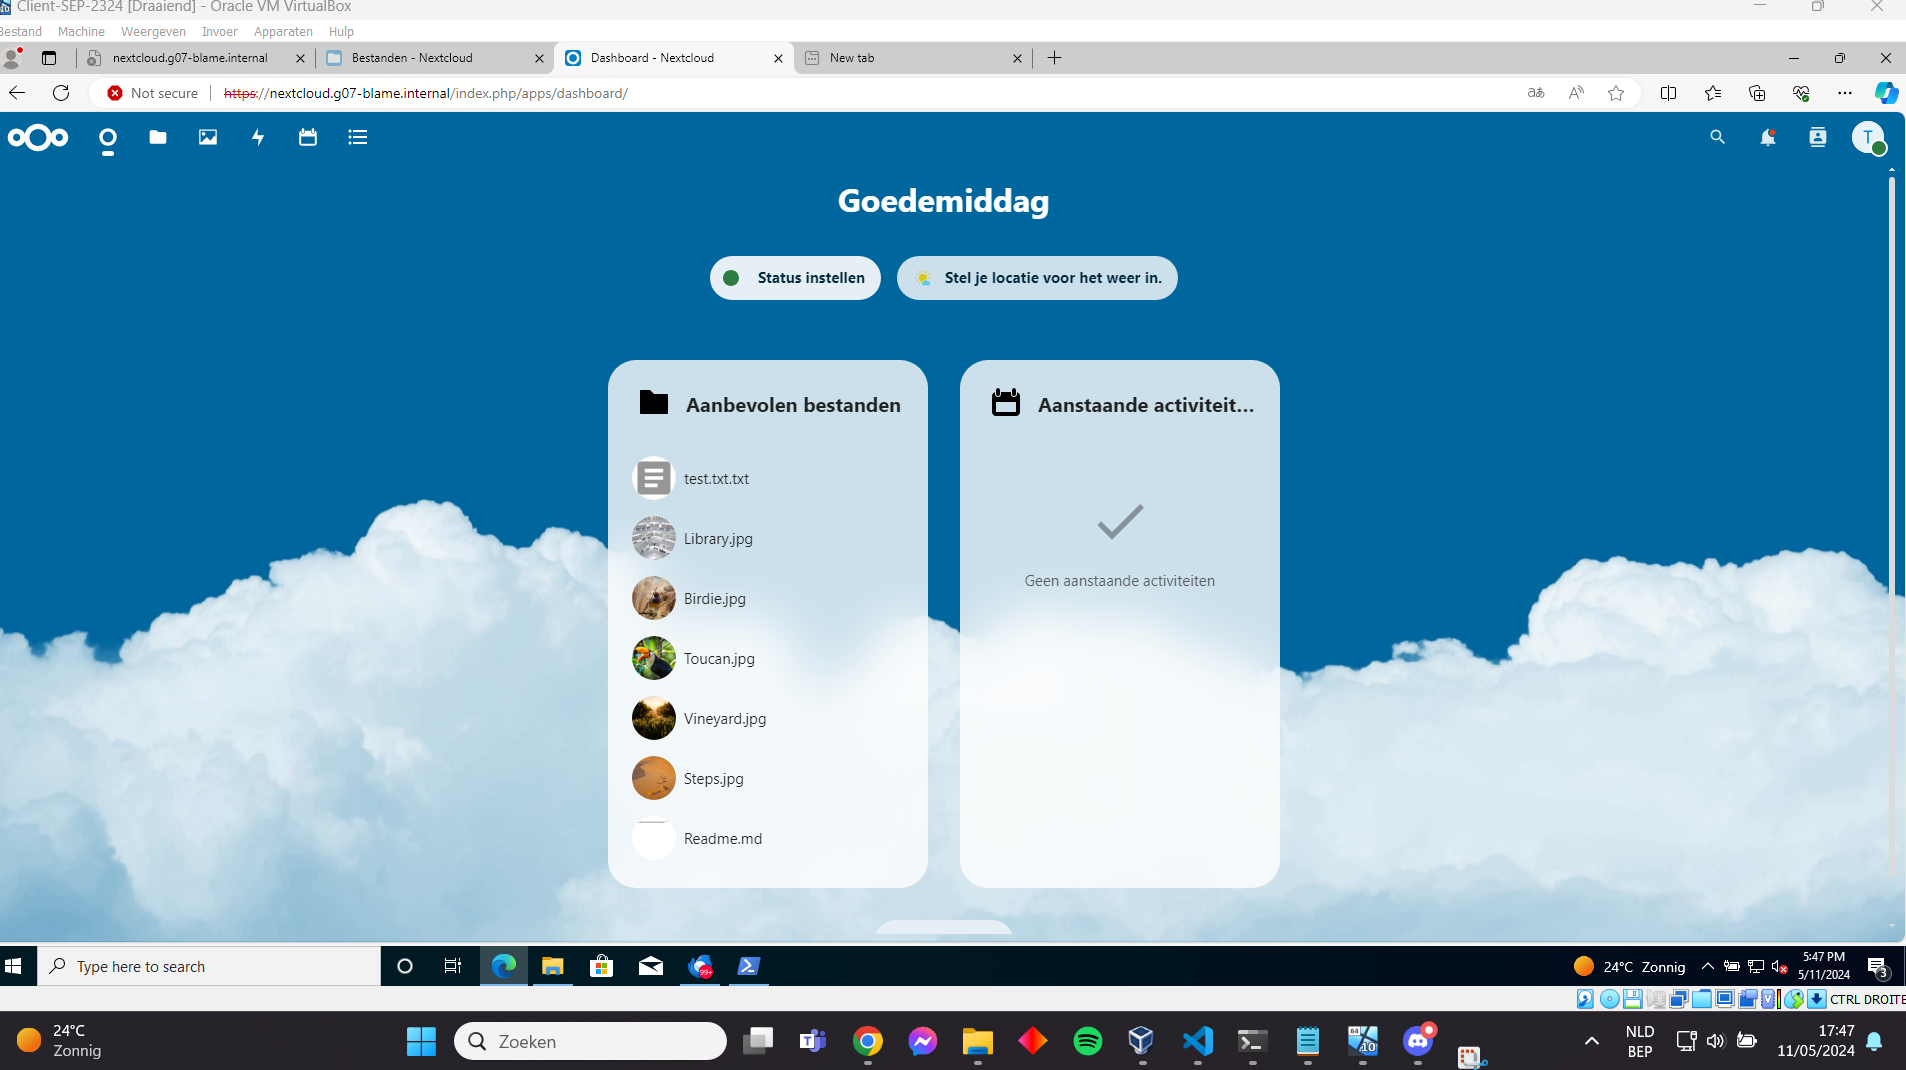 Client-SEP-2324 [Draaiend] - Oracle VM VirtualBox
Bestand Machine Weergeven Invoer Apparaten Hulp
nextcloud.g07-blame.internal
Bestanden - Nextcloud
Dashboard - Nextcloud
New tab
Not secure
https://nextcloud.g07-blame.internal/index.php/apps/dashboard/
T
Goedemiddag
Status instellen
Stel je locatie voor het weer in.
Aanbevolen bestanden
test.txt.txt
Library.jpg
Birdie.jpg
Toucan.jpg
Vineyard.jpg
Steps.jpg
Readme.md
Aanstaande activiteit...
Geen aanstaande activiteiten
Type here to search
99+
24°C Zonnig
5:47 PM
5/11/2024
3
CTRL DROITE
24°C
Zonnig
Zoeken
64
10
NLD
BEP
17:47
11/05/2024